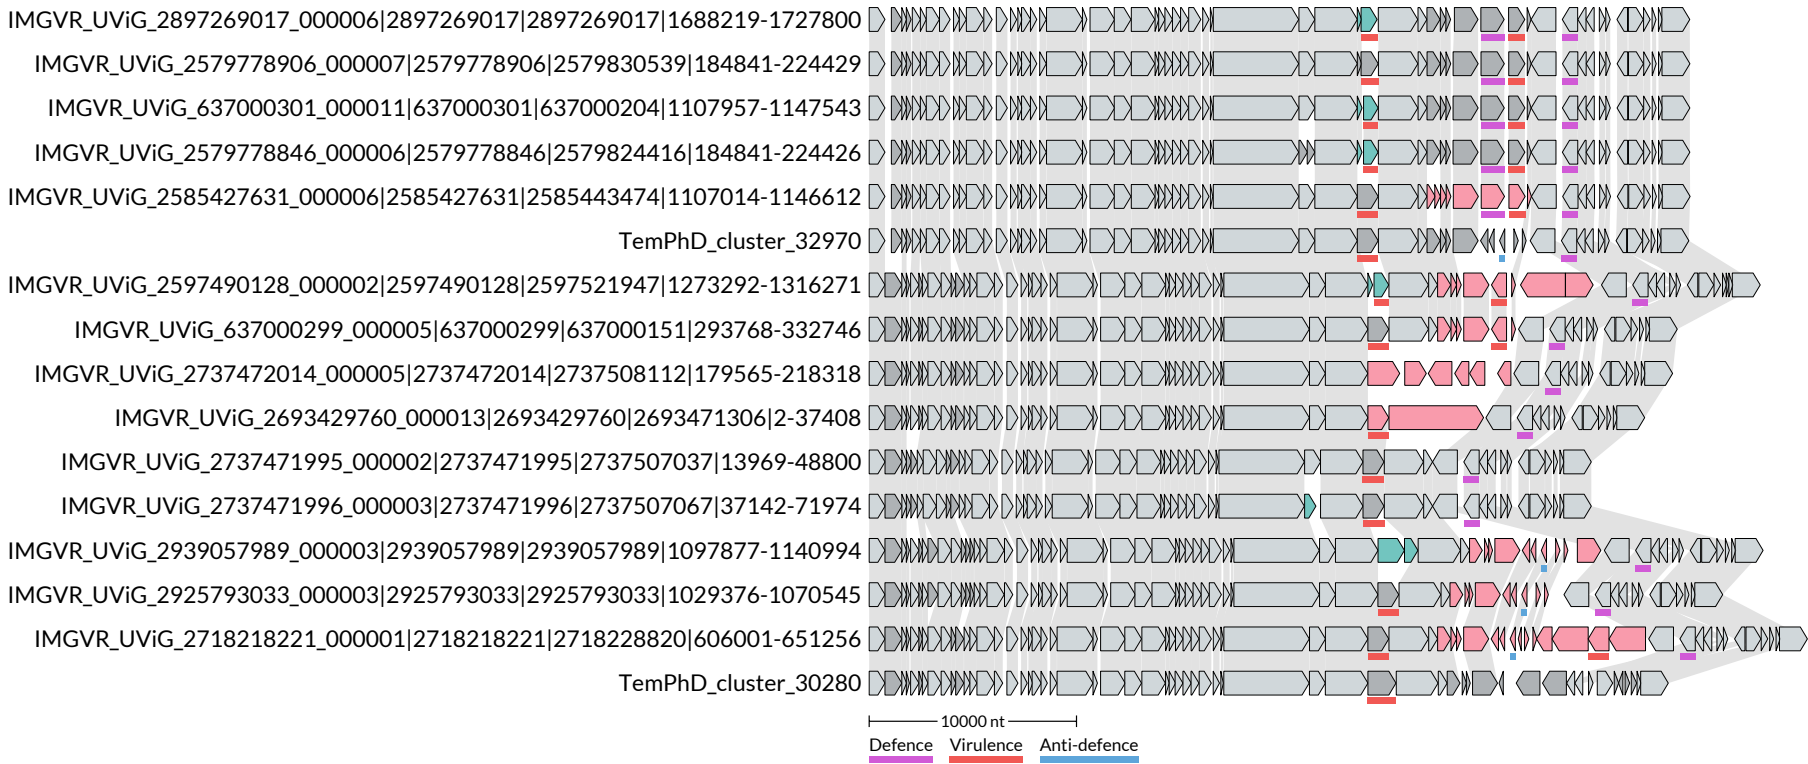 IMGVR_UViG_2897269017_000006|2897269017|2897269017|1688219-1727800
IMGVR_UViG_2579778906_000007|2579778906|2579830539|184841-224429
IMGVR_UViG_637000301_000011|637000301|637000204|1107957-1147543
IMGVR_UViG_2579778846_000006|2579778846|2579824416|184841-224426
IMGVR_UViG_2585427631_000006|2585427631|2585443474|1107014-1146612
TemPhD_cluster_32970
IMGVR_UViG_2597490128_000002|2597490128|2597521947|1273292-1316271
IMGVR_UViG_637000299_000005|637000299|637000151|293768-332746
IMGVR_UViG_2737472014_000005|2737472014|2737508112|179565-218318
IMGVR_UViG_2693429760_000013|2693429760|2693471306|2-37408
IMGVR_UViG_2737471995_000002|2737471995|2737507037|13969-48800
IMGVR_UViG_2737471996_000003|2737471996|2737507067|37142-71974
IMGVR_UViG_2939057989_000003|2939057989|2939057989|1097877-1140994
IMGVR_UViG_2925793033_000003|2925793033|2925793033|1029376-1070545
IMGVR_UViG_2718218221_000001|2718218221|2718228820|606001-651256
TemPhD_cluster_30280
10000 nt
Defence Virulence Anti-defence